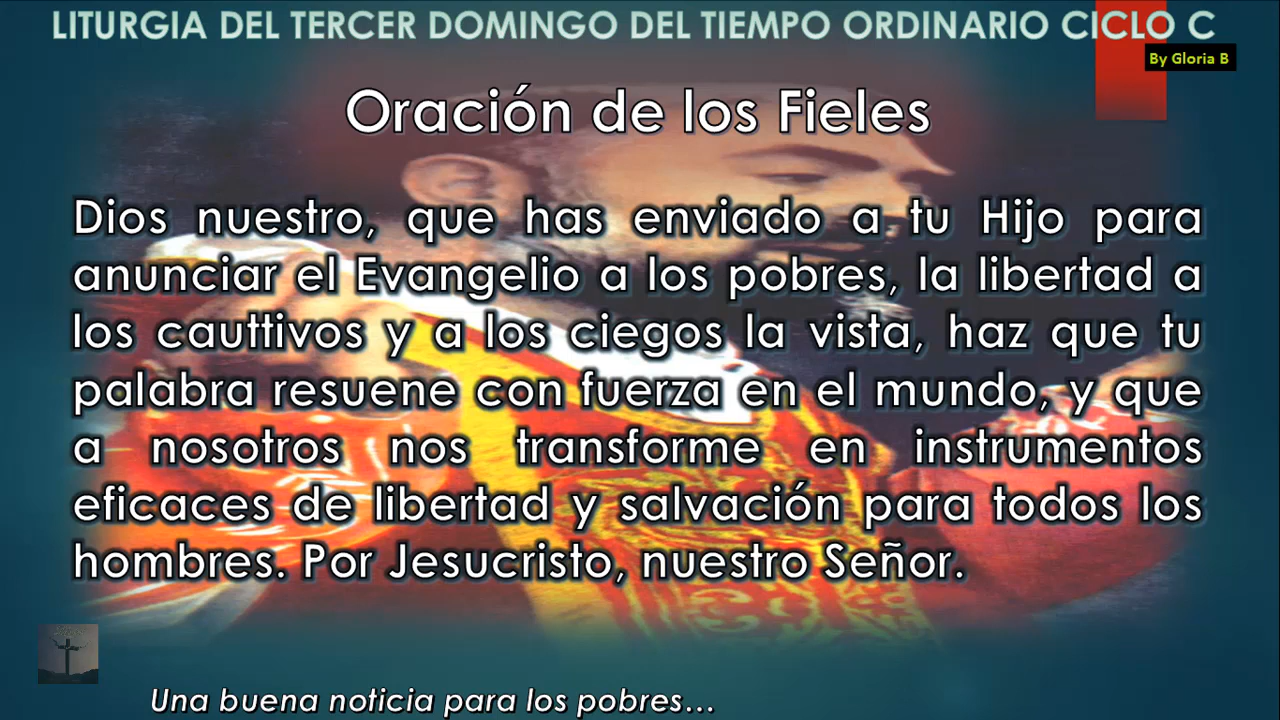 LITURGIA DEL TERCER DOMINGO DEL TIEMPO ORDINARIO CICLO C
By Gloria B
Oración de los Fieles
Dios nuestro, que has enviado a tu Hijo para
anunciar el Evangelio a los pobres, la libertad a
los cauttivos y a los ciegos la vista, haz que tu
palabra resuene con fuerza en el mundo, y que
a nosotros nos transforme en instrumentos
eficaces de libertad y salvación para todos los
hombres. Por Jesucristo, nuestro Señor.
Una buena noticia para los pobres...